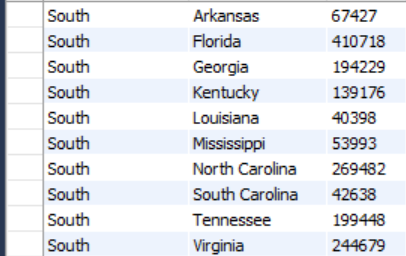 South Arkansas 67427
South Florida 410718
South Georgia 194229
South Kentucky 139176
South Louisiana 40398
South Mississippi 53993
South North Carolina 269482
South South Carolina 42638
South Tennessee 199448
South Virginia 244679